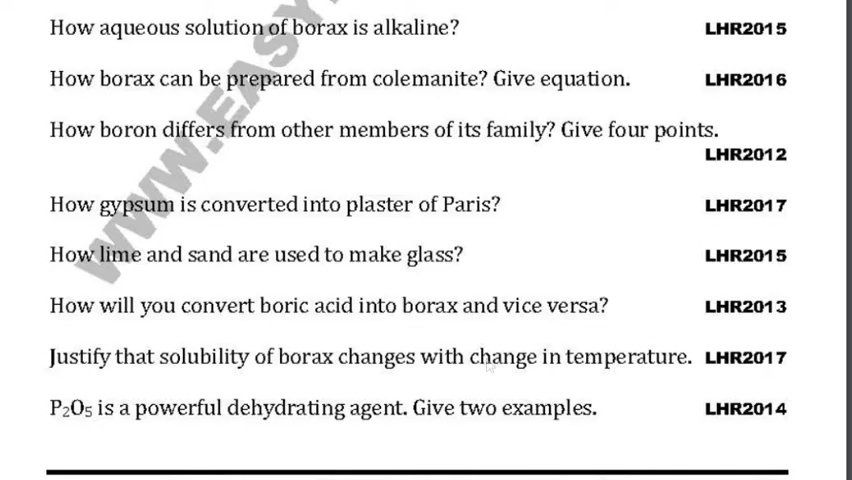 How aqueous solution of borax is alkaline? LHR2015
How borax can be prepared from colemanite? Give equation. LHR2016
How boron differs from other members of its family? Give four points.
LHR2012
How gypsum is converted into plaster of Paris? LHR2017
How lime and sand are used to make glass? LHR2015
How will you convert boric acid into borax and vice versa? LHR2013
Justify that solubility of borax changes with change in temperature. LHR2017
P₂O₅ is a powerful dehydrating agent. Give two examples. LHR2014
WWW.EASY